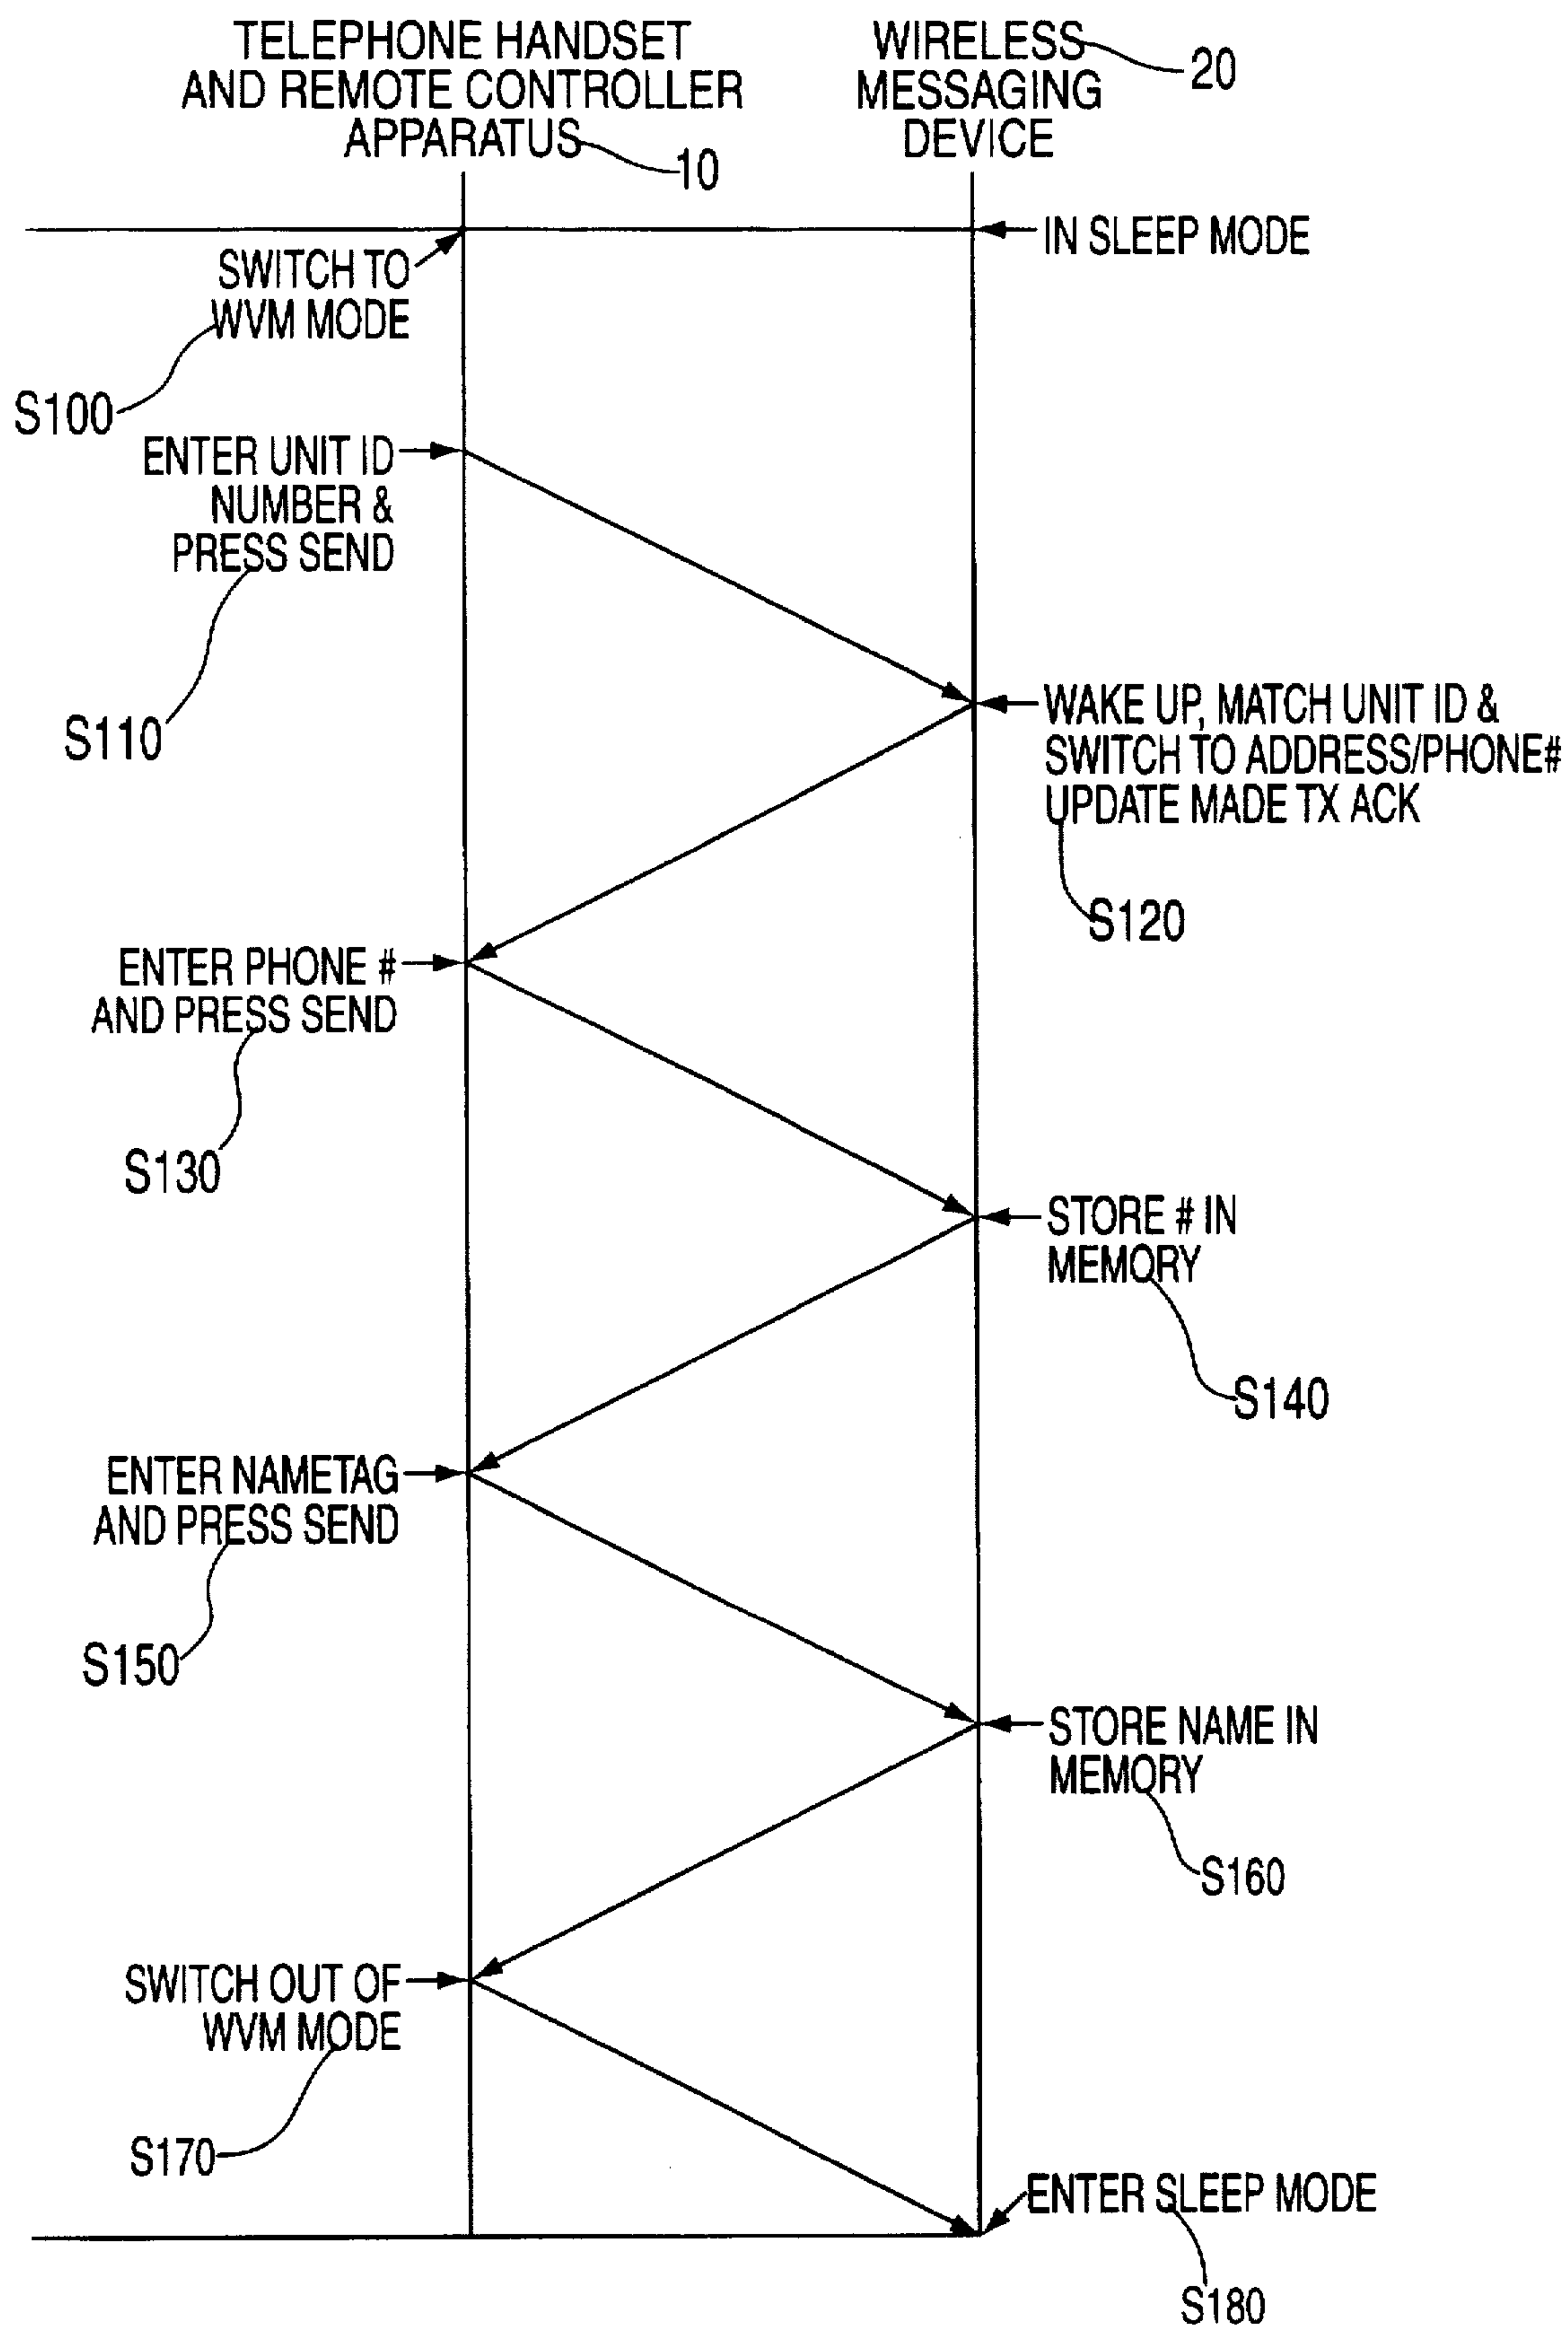 TELEPHONE HANDSET
AND REMOTE CONTROLLER
APPARATUS
10
WIRELESS
MESSAGING
DEVICE
20
IN SLEEP MODE
SWITCH TO
WVM MODE
S100
ENTER UNIT ID
NUMBER &
PRESS SEND
S110
WAKE UP, MATCH UNIT ID &
SWITCH TO ADDRESS/PHONE#
UPDATE MADE TX ACK
S120
ENTER PHONE #
AND PRESS SEND
S130
STORE # IN
MEMORY
S140
ENTER NAMETAG
AND PRESS SEND
S150
STORE NAME IN
MEMORY
S160
SWITCH OUT OF
WVM MODE
S170
ENTER SLEEP MODE
S180